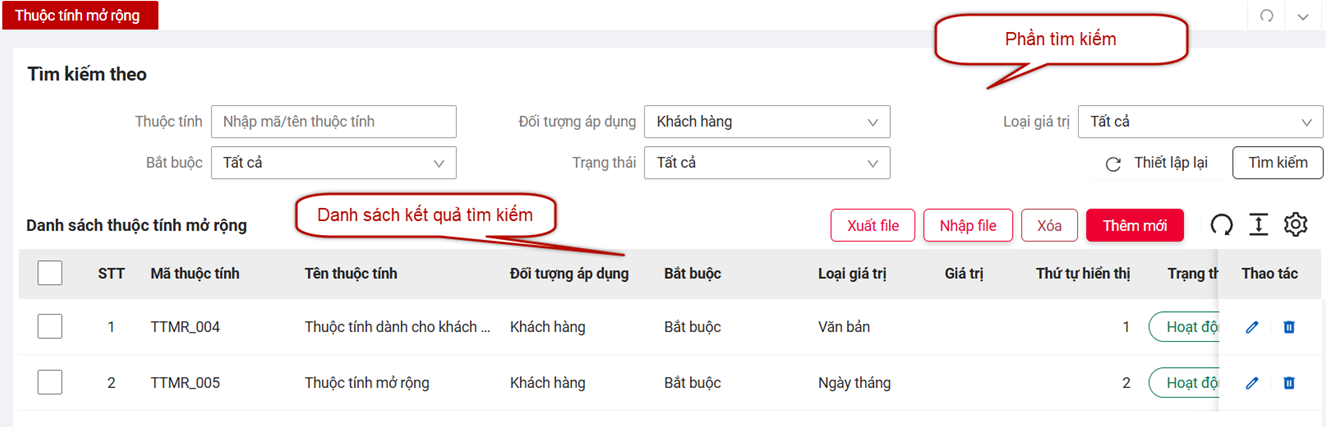 Thuộc tính mở rộng
Phần tìm kiếm
Tìm kiếm theo
Thuộc tính Nhập mã/tên thuộc tính Đối tượng áp dụng Khách hàng Loại giá trị Tất cả
Bắt buộc Tất cả Trạng thái Tất cả Thiết lập lại Tìm kiếm
Danh sách kết quả tìm kiếm
Danh sách thuộc tính mở rộng Xuất file Nhập file Xóa Thêm mới
STT Mã thuộc tính Tên thuộc tính Đối tượng áp dụng Bắt buộc Loại giá trị Giá trị Thứ tự hiển thị Trạng th Thao tác
1 TTMR_004 Thuộc tính dành cho khách ... Khách hàng Bắt buộc Văn bản 1 Hoạt độ
2 TTMR_005 Thuộc tính mở rộng Khách hàng Bắt buộc Ngày tháng 2 Hoạt độ